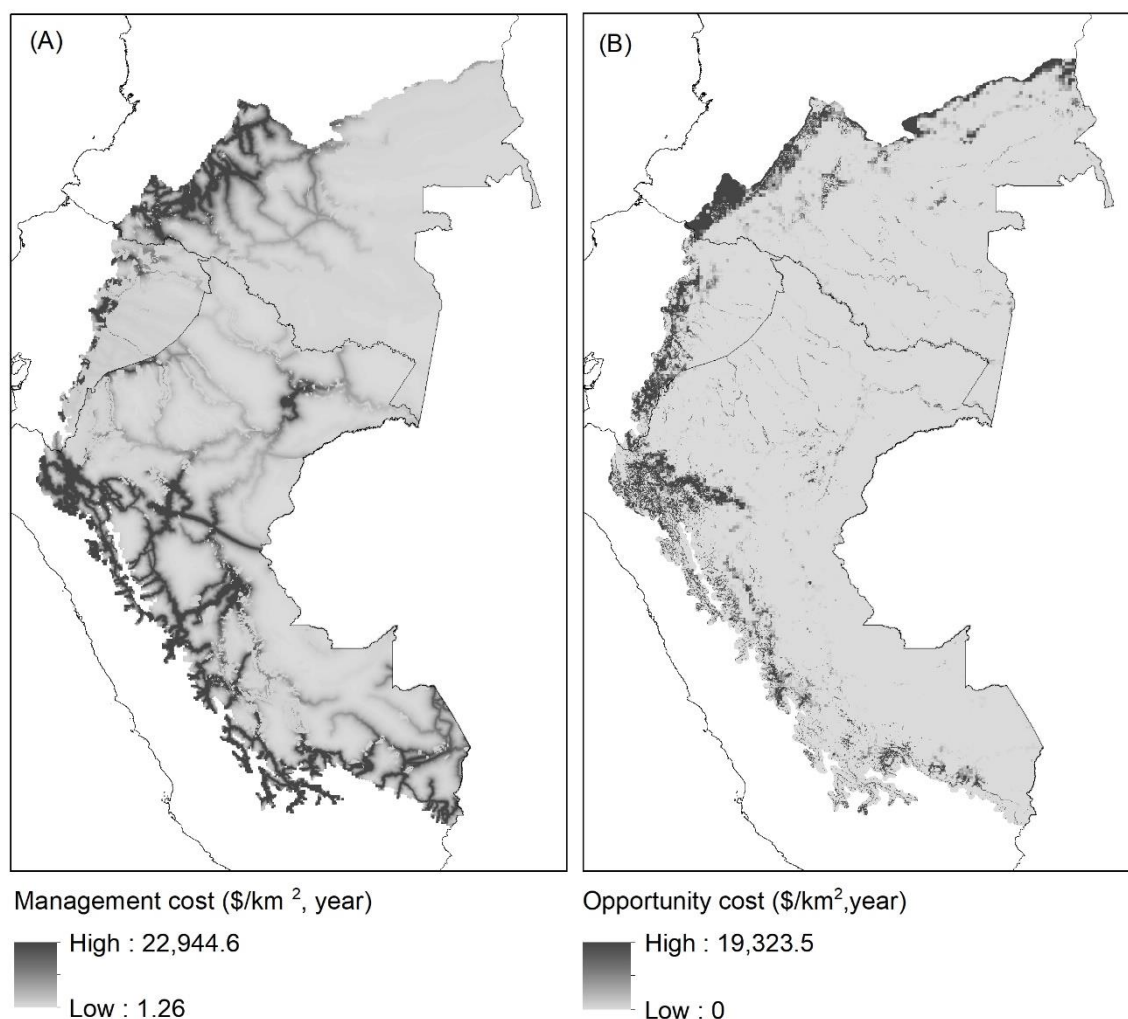 (A)
(B)
Management cost ($/km ², year)
High : 22,944.6
Low : 1.26
Opportunity cost ($/km²,year)
High : 19,323.5
Low : 0